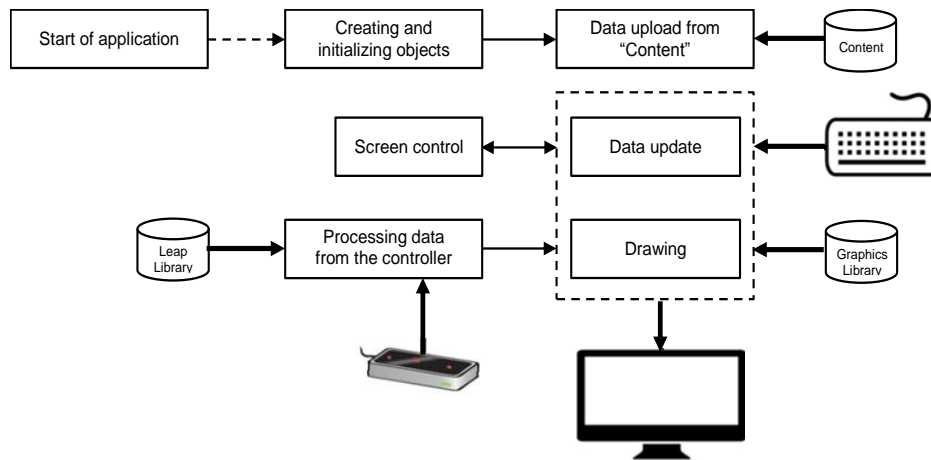 Start of application
Creating and
initializing objects
Data upload from
“Content”
Content
Screen control
Data update
Leap
Library
Processing data
from the controller
Drawing
Graphics
Library